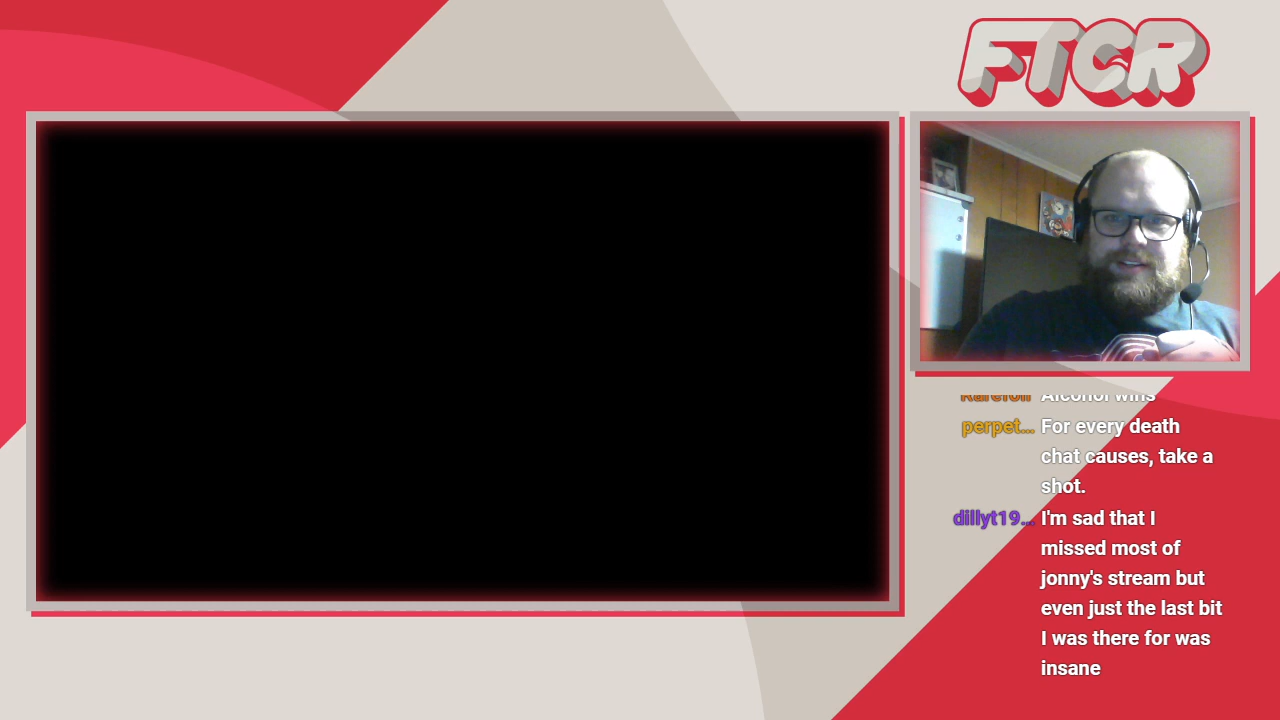 FTCR
Alcohol wins
perpet... For every death
chat causes, take a
shot.
dillyt19... I'm sad that I
missed most of
jonny's stream but
even just the last bit
I was there for was
insane